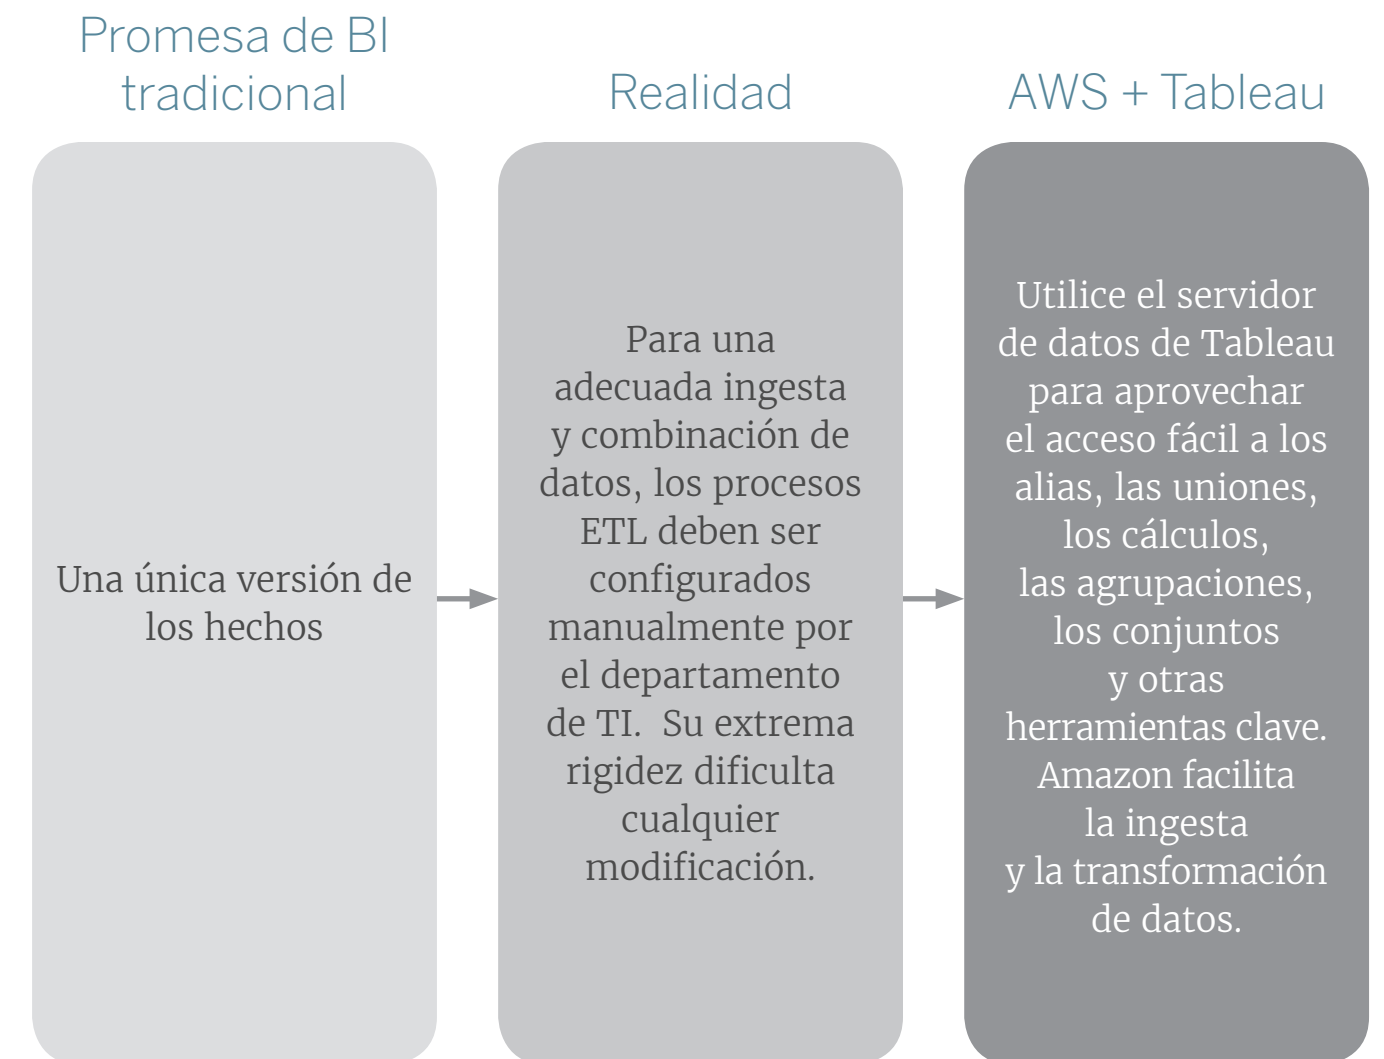 Promesa de BI
tradicional
Realidad
AWS + Tableau
Una única versión de
los hechos
Para una
adecuada ingesta
y combinación de
datos, los procesos
ETL deben ser
configurados
manualmente por
el departamento
de TI.  Su extrema
rigidez dificulta
cualquier
modificación.
Utilice el servidor
de datos de Tableau
para aprovechar
el acceso fácil a los
alias, las uniones,
los cálculos,
las agrupaciones,
los conjuntos
y otras
herramientas clave.
Amazon facilita
la ingesta
y la transformación
de datos.